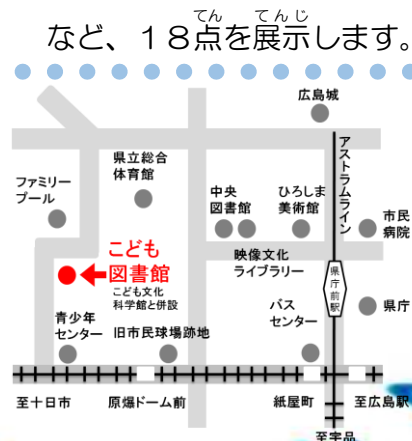 てん てんじ
など、１８点を展示します。
広島城
アストラムライン
県立総合
体育館
ファミリー
プール
中央
図書館
ひろしま
美術館
市民
病院
こども
図書館
こども文化
科学館と併設
映像文化
ライブラリー
県庁前駅
県庁
バス
センター
青少年
センター
旧市民球場跡地
至十日市
原爆ドーム前
紙屋町
至広島駅
至宇品